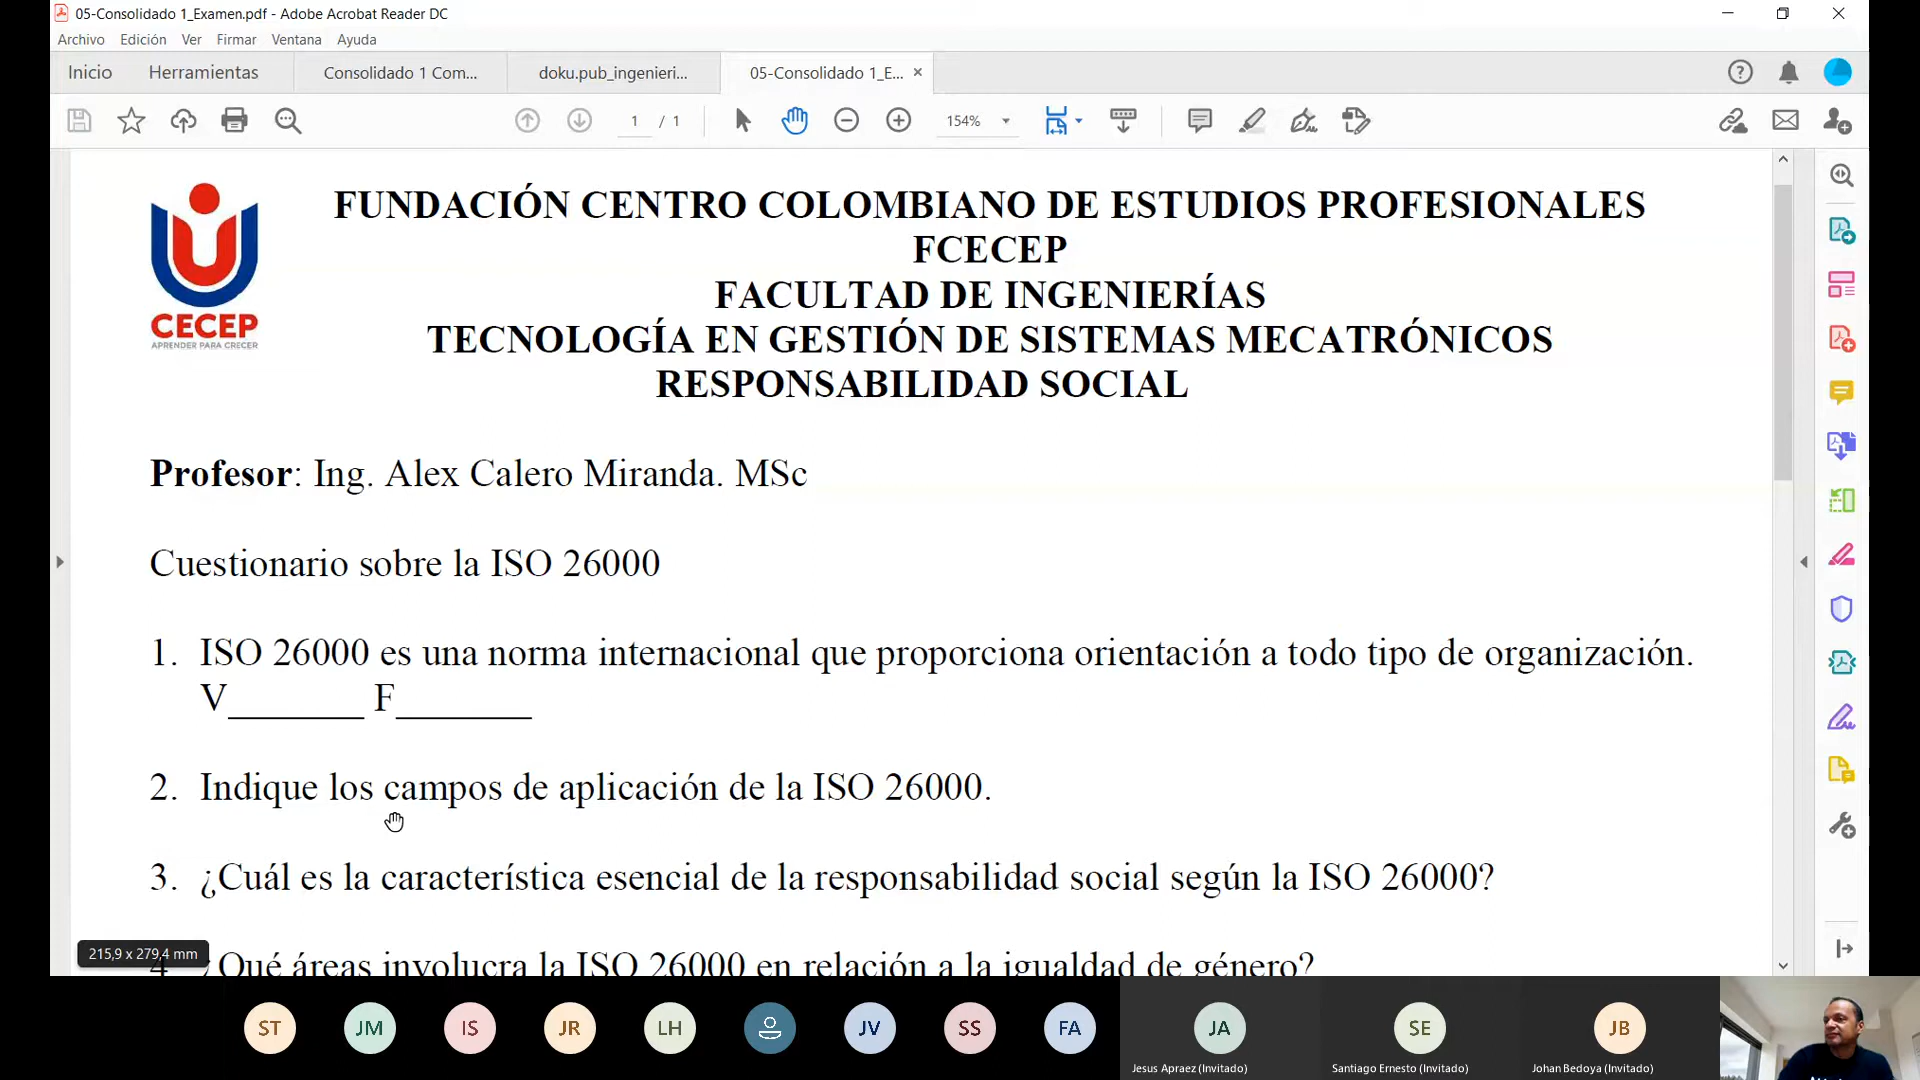 05-Consolidado 1_Examen.pdf - Adobe Acrobat Reader DC
Archivo Edición Ver Firmar Ventana Ayuda
Inicio Herramientas Consolidado 1 Com... doku.pub_ingenieri... 05-Consolidado 1_E... ×
1 / 1 154%
FUNDACIÓN CENTRO COLOMBIANO DE ESTUDIOS PROFESIONALES
FCECEP
FACULTAD DE INGENIERÍAS
TECNOLOGÍA EN GESTIÓN DE SISTEMAS MECATRÓNICOS
RESPONSABILIDAD SOCIAL
CECEP
APRENDER PARA CRECER
Profesor: Ing. Alex Calero Miranda. MSc
Cuestionario sobre la ISO 26000
1. ISO 26000 es una norma internacional que proporciona orientación a todo tipo de organización.
V_______ F_______
2. Indique los campos de aplicación de la ISO 26000.
3. ¿Cuál es la característica esencial de la responsabilidad social según la ISO 26000?
4. ¿Qué áreas involucra la ISO 26000 en relación a la igualdad de género?
215,9 x 279,4 mm
ST JM IS JR LH JV SS FA JA SE JB
Jesus Apraez (Invitado) Santiago Ernesto (Invitado) Johan Bedoya (Invitado)